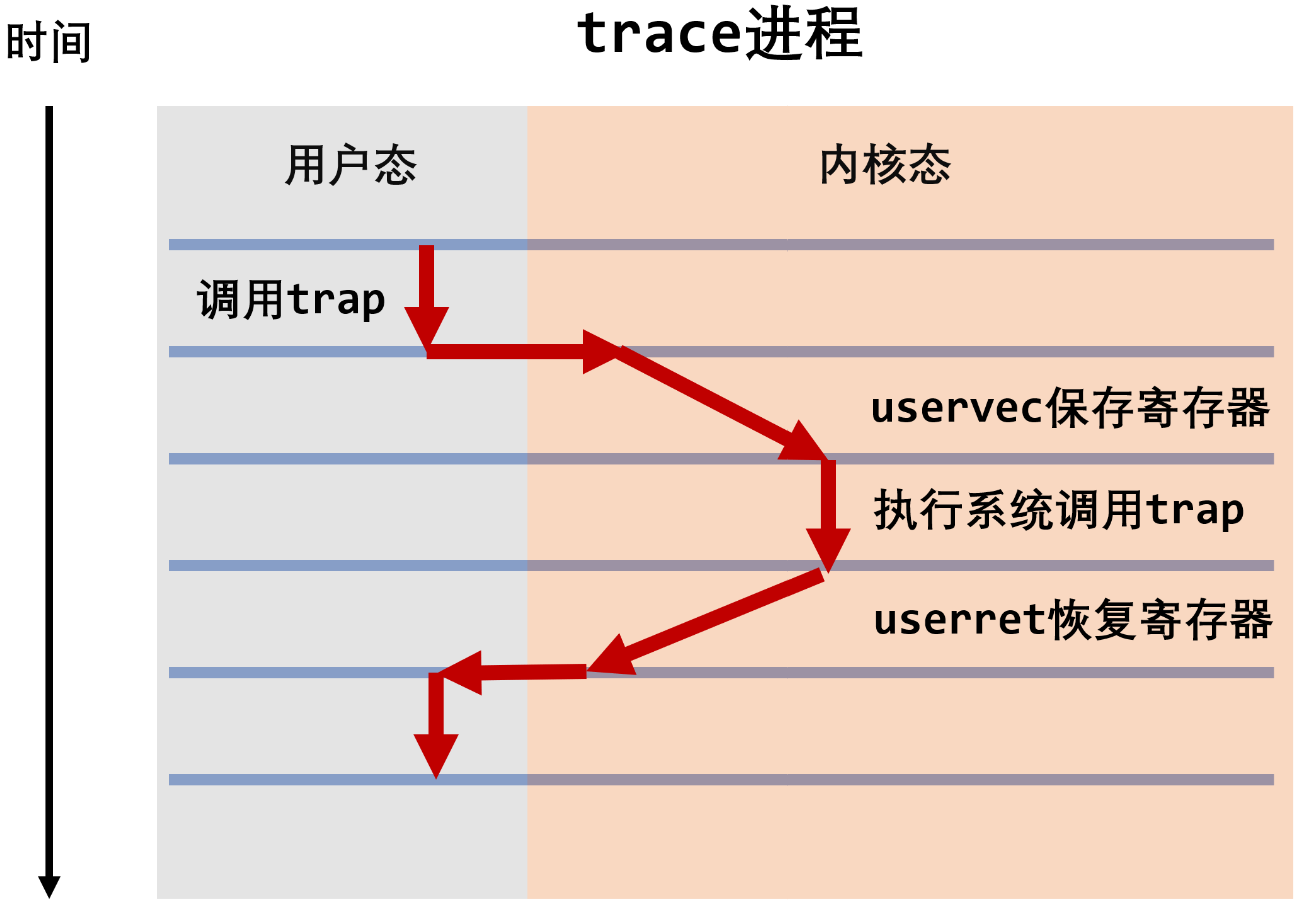 时间
trace进程
用户态
内核态
调用trap
uservec保存寄存器
执行系统调用trap
userret恢复寄存器